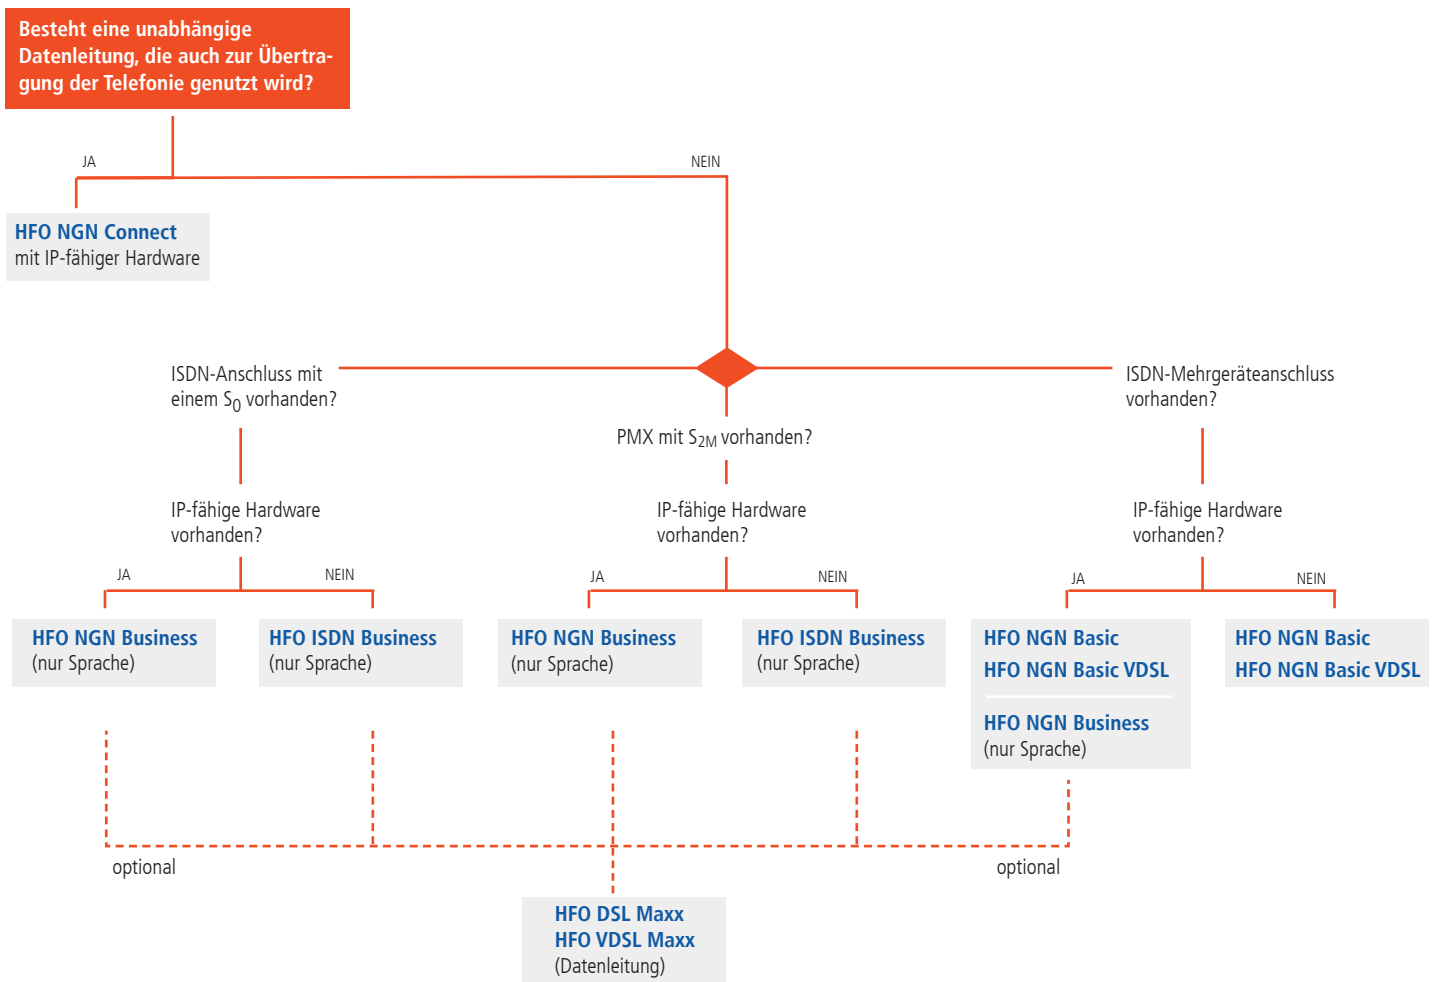 Besteht eine unabhängige
Datenleitung, die auch zur Übertra-
gung der Telefonie genutzt wird?
JA
NEIN
HFO NGN Connect
mit IP-fähiger Hardware
ISDN-Anschluss mit
einem S0 vorhanden?
PMX mit S2M vorhanden?
ISDN-Mehrgeräteanschluss
vorhanden?
IP-fähige Hardware
vorhanden?
IP-fähige Hardware
vorhanden?
IP-fähige Hardware
vorhanden?
JA
NEIN
JA
NEIN
JA
NEIN
HFO NGN Business
(nur Sprache)
HFO ISDN Business
(nur Sprache)
HFO NGN Business
(nur Sprache)
HFO ISDN Business
(nur Sprache)
HFO NGN Basic
HFO NGN Basic VDSL
HFO NGN Business
(nur Sprache)
HFO NGN Basic
HFO NGN Basic VDSL
optional
optional
HFO DSL Maxx
HFO VDSL Maxx
(Datenleitung)